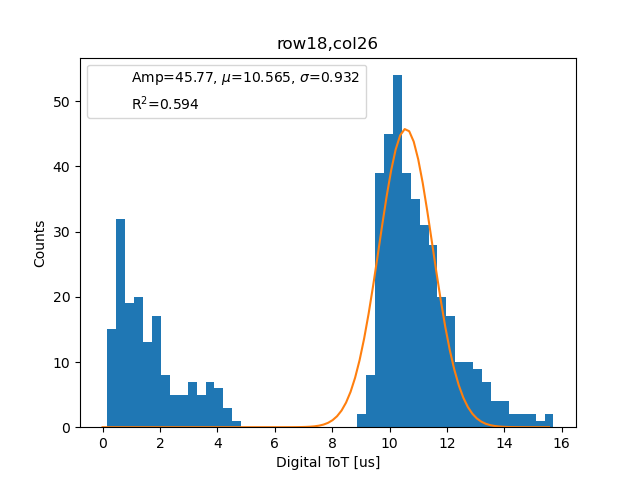 row18,col26
Amp=45.77, μ=10.565, σ=0.932
R²=0.594
50
40
30
20
10
0
Counts
0 2 4 6 8 10 12 14 16
Digital ToT [us]